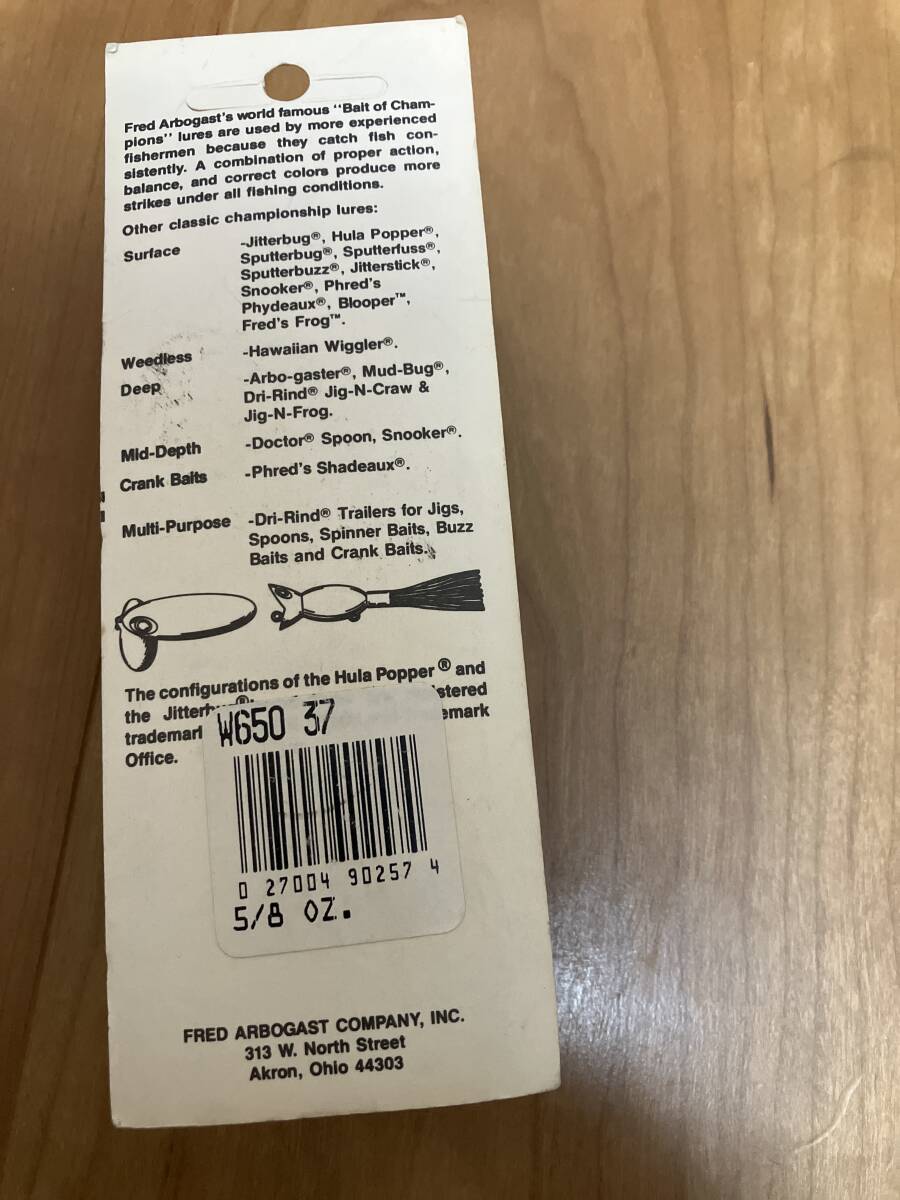 Fred Arbogast's world famous "Bait of Cham-
pions" lures are used by more experienced
fishermen because they catch fish con-
sistently. A combination of proper action,
balance, and correct colors produce more
strikes under all fishing conditions.
Other classic championship lures:
Surface -Jitterbug®, Hula Popper®,
Sputterbug®, Sputterfuss®,
Sputterbuzz®, Jitterstick®,
Snooker®, Phred's
Phydeaux®, Blooper™,
Fred's Frog™.
Weedless -Hawaiian Wiggler®.
Deep -Arbo-gaster®, Mud-Bug®,
Dri-Rind® Jig-N-Craw &
Jig-N-Frog.
Mid-Depth -Doctor® Spoon, Snooker®.
Crank Baits -Phred's Shadeaux®.
Multi-Purpose -Dri-Rind® Trailers for Jigs,
Spoons, Spinner Baits, Buzz
Baits and Crank Baits.
The configurations of the Hula Popper® and
the Jitterb ® stered
tradema emark
Office.
W650 37
0 27004 90257 4
5/8 OZ.
FRED ARBOGAST COMPANY, INC.
313 W. North Street
Akron, Ohio 44303